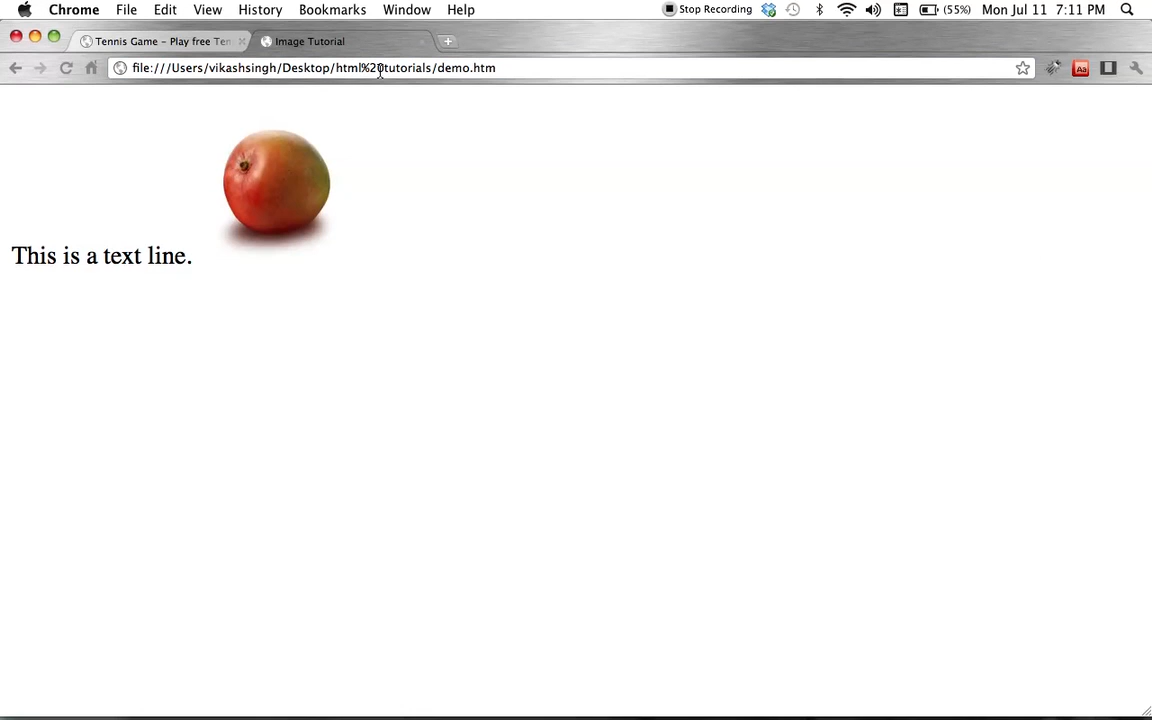 Chrome File Edit View History Bookmarks Window Help Stop Recording (55%) Mon Jul 11 7:11 PM
Tennis Game - Play free Ten Image Tutorial
file:///Users/vikashsingh/Desktop/html%20tutorials/demo.htm Aa
This is a text line.